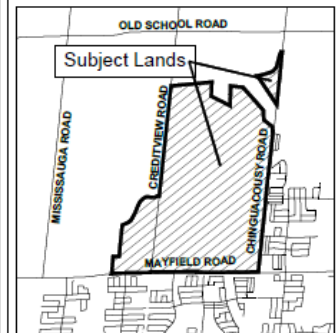 OLD SCHOOL ROAD
Subject Lands
MISSISSAUGA ROAD
CREDITVIEW ROAD
CHINGUACOUSY ROAD
MAYFIELD ROAD